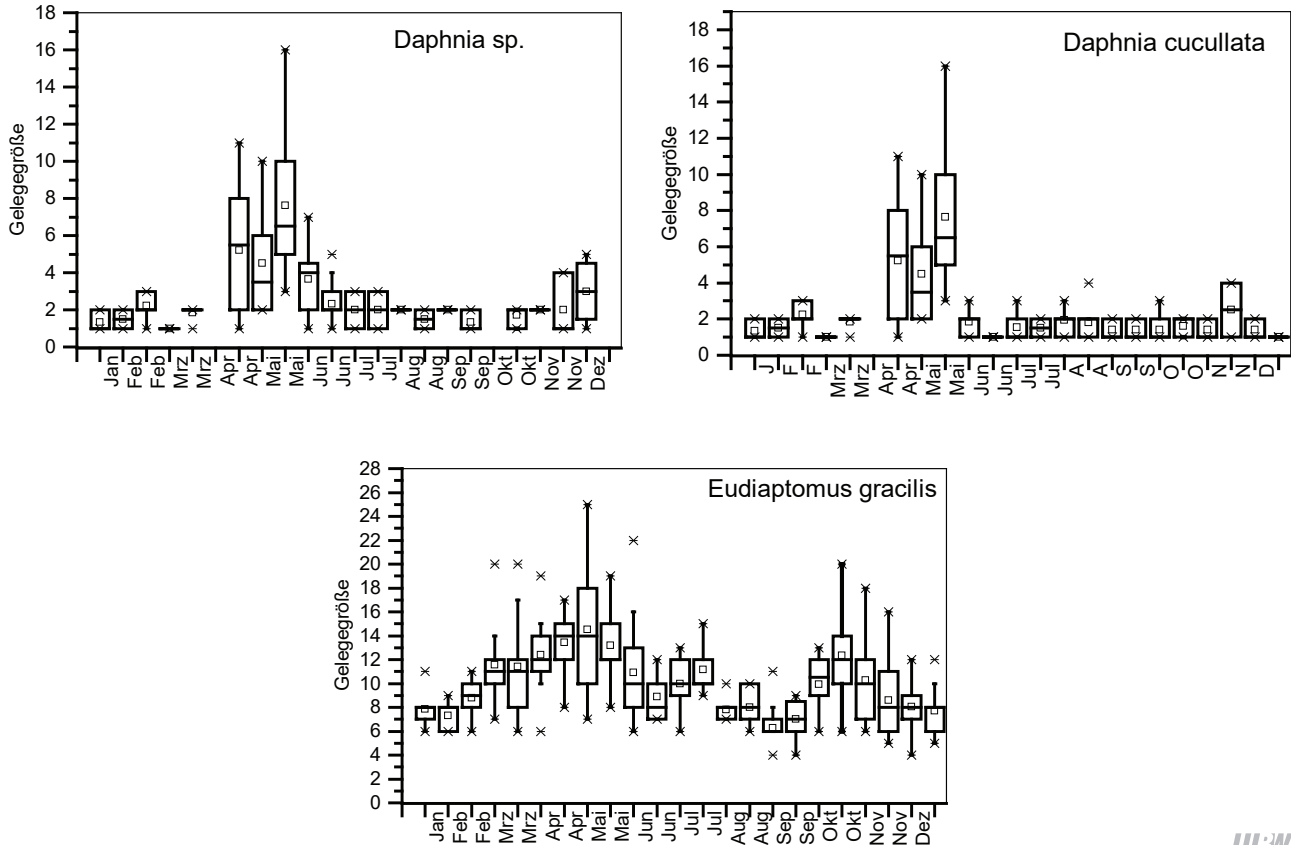 Daphnia sp.
Gelegegröße
18
16
14
12
10
8
6
4
2
0
Jan
Feb
Feb
Mrz
Mrz
Apr
Apr
Mai
Mai
Jun
Jun
Jul
Jul
Aug
Aug
Sep
Sep
Okt
Okt
Nov
Nov
Dez
Daphnia cucullata
Gelegegröße
18
16
14
12
10
8
6
4
2
0
J
F
F
Mrz
Mrz
Apr
Apr
Mai
Mai
Jun
Jun
Jul
Jul
A
A
S
S
O
O
N
N
D
Eudiaptomus gracilis
Gelegegröße
28
26
24
22
20
18
16
14
12
10
8
6
4
2
0
Jan
Feb
Feb
Mrz
Mrz
Apr
Apr
Mai
Mai
Jun
Jun
Jul
Jul
Aug
Aug
Sep
Sep
Okt
Okt
Nov
Nov
Dez